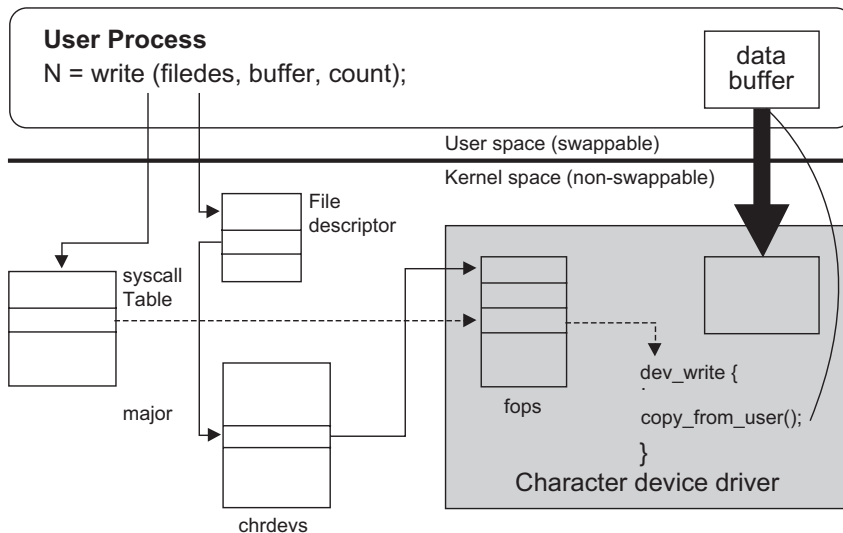 User Process
N = write (filedes, buffer, count);
data
buffer
User space (swappable)
Kernel space (non-swappable)
File
descriptor
syscall
Table
major
chrdevs
fops
dev_write {
.
copy_from_user();
}
Character device driver